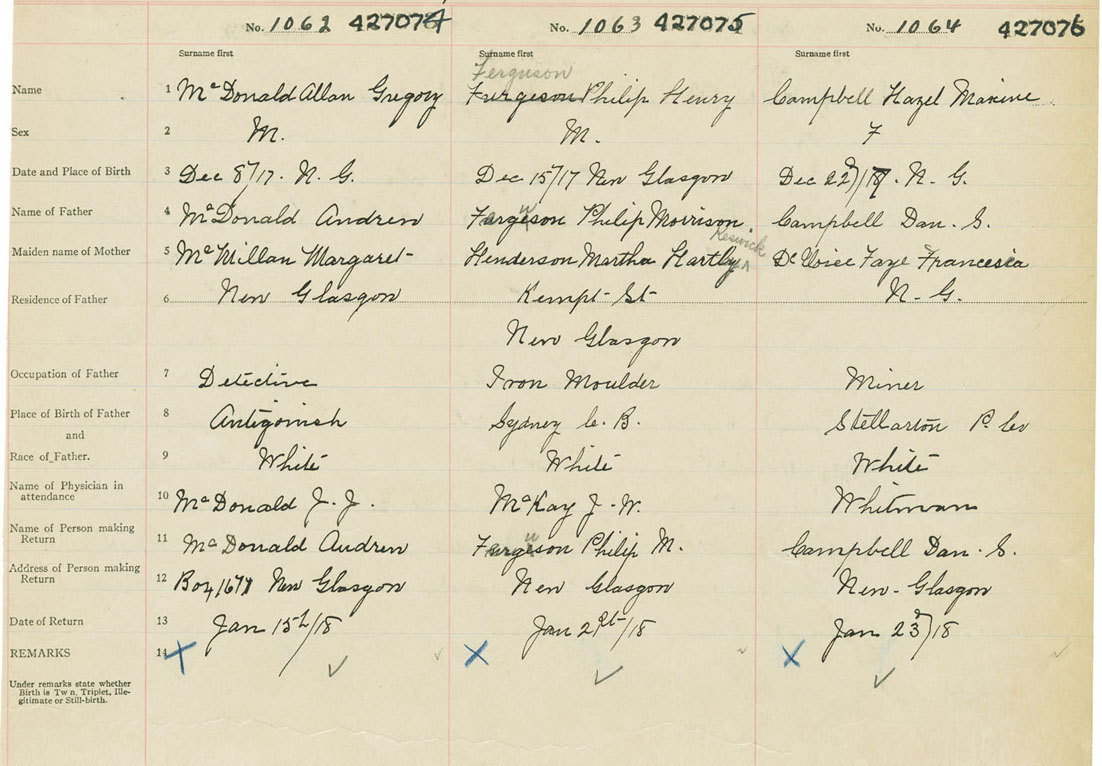 No. 1062 427074 No. 1063 427075 No. 1064 427076
Surname first Surname first Surname first
Ferguson
Name 1 McDonald Allan Gregory Furgeson Philip Henry Campbell Hazel Maxine
Sex 2 M. M. F
Date and Place of Birth 3 Dec 8/17. N. G. Dec 15/17 New Glasgow Dec 22/17. N. G.
Name of Father 4 McDonald Andrew Furgeson Philip Morrison. Campbell Dan. S.
Keswick
Maiden name of Mother 5 McMillan Margaret Henderson Martha Hartly Faye Francesia
Residence of Father 6 New Glasgow Kempt St N. G.
New Glasgow
Occupation of Father 7 Detective Iron Moulder Miner
Place of Birth of Father 8 Antigonish Sydney C. B. Stellarton P. Co
and
Race of Father. 9 White White White
Name of Physician in
attendance 10 McDonald J. J. McKay J. W. Whitman
Name of Person making
Return 11 McDonald Andrew Furgeson Philip M. Campbell Dan. S.
Address of Person making
Return 12 Box New Glasgow New Glasgow New-Glasgow
Date of Return 13 Jan 15th/18 Jan 21st/18 Jan 23/18
REMARKS 14
Under remarks state whether
Birth is Twin, Triplet, Ille-
gitimate or Still-birth.